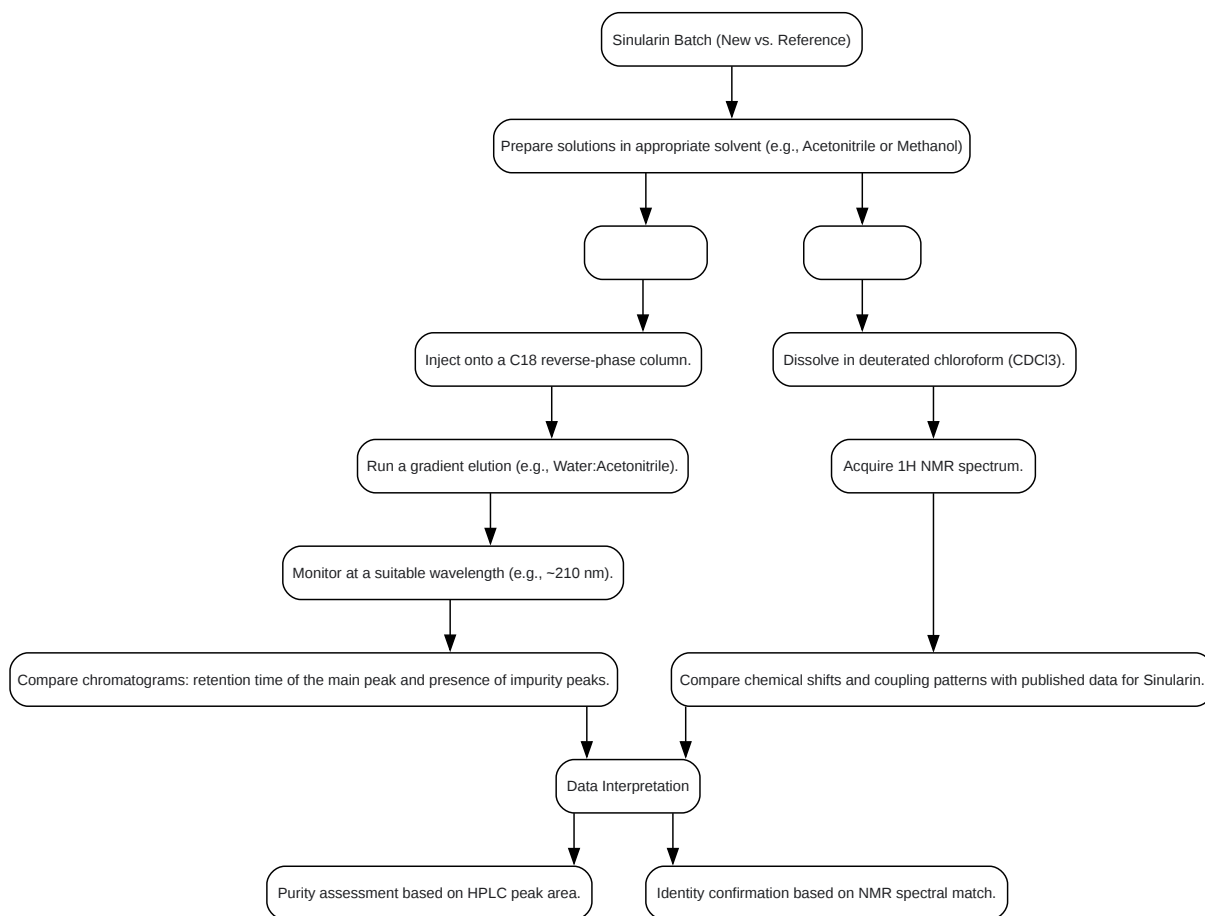 Sinularin Batch (New vs. Reference)
Prepare solutions in appropriate solvent (e.g., Acetonitrile or Methanol)
Inject onto a C18 reverse-phase column.
Dissolve in deuterated chloroform (CDCl3).
Run a gradient elution (e.g., Water:Acetonitrile).
Acquire 1H NMR spectrum.
Monitor at a suitable wavelength (e.g., ~210 nm).
Compare chromatograms: retention time of the main peak and presence of impurity peaks.
Compare chemical shifts and coupling patterns with published data for Sinularin.
Data Interpretation
Purity assessment based on HPLC peak area.
Identity confirmation based on NMR spectral match.